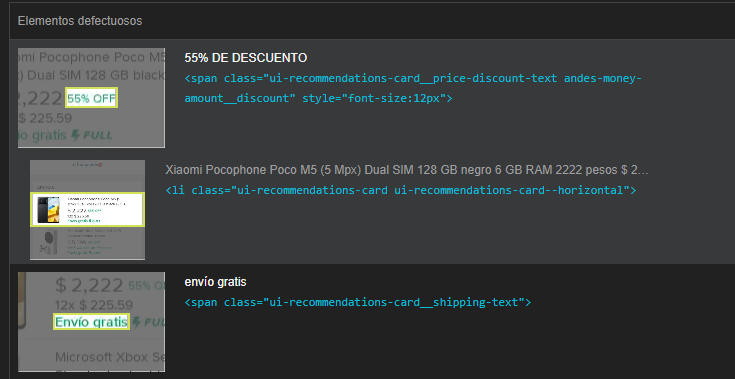 Elementos defectuosos
omi Pocophone Poco M5
) Dual SIM 128 GB black
2,222 55% OFF
$ 225.59
io gratis FULL
55% DE DESCUENTO
<span class="ui-recommendations-card__price-discount-text andes-money-
amount__discount" style="font-size:12px">
Xiaomi Pocophone Poco M5 (5 Mpx) Dual SIM 128 GB negro 6 GB RAM 2222 pesos $ 2...
<li class="ui-recommendations-card ui-recommendations-card--horizontal">
$ 2,222 55% O
12x $ 225.59
Envío gratis FUL
Microsoft Xbox Se
envío gratis
<span class="ui-recommendations-card__shipping-text">